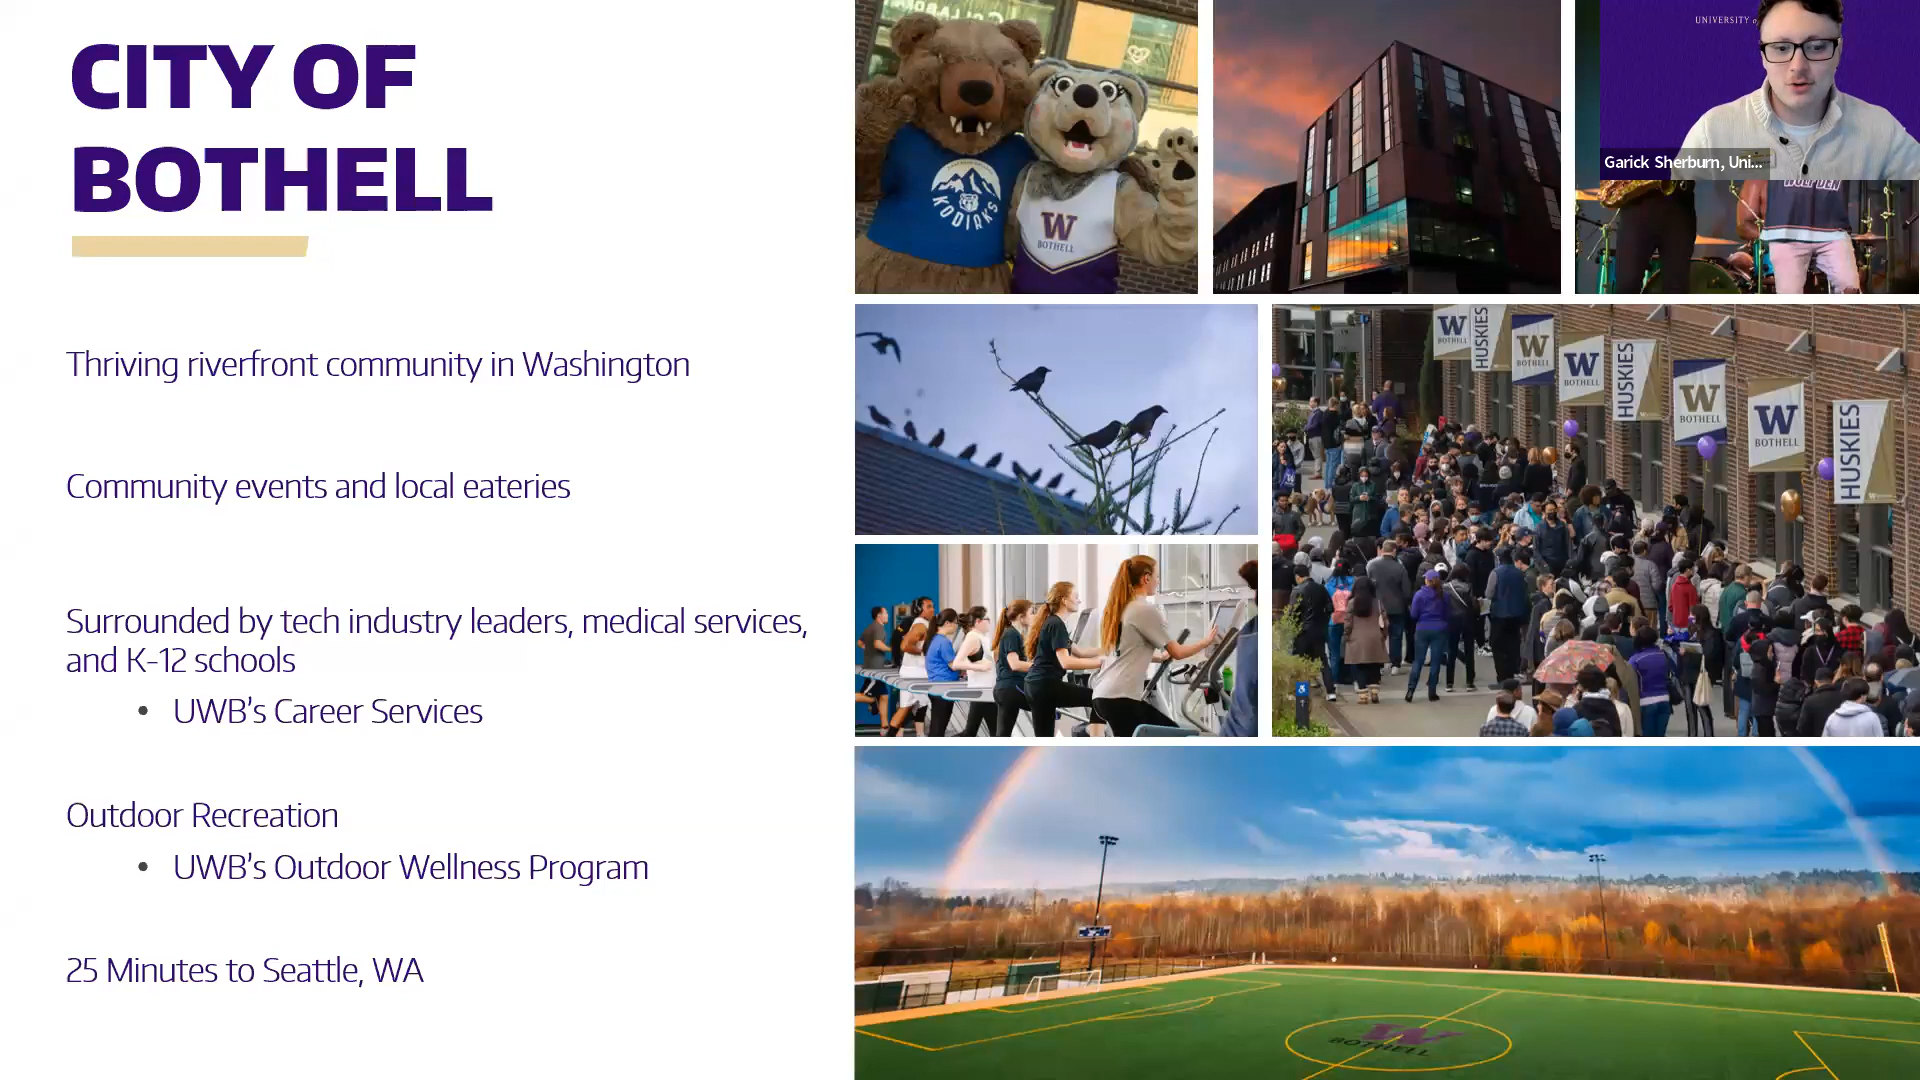 CITY OF
BOTHELL
Thriving riverfront community in Washington
Community events and local eateries
Surrounded by tech industry leaders, medical services,
and K-12 schools
• UWB's Career Services
Outdoor Recreation
• UWB's Outdoor Wellness Program
25 Minutes to Seattle, WA
KODIAKS
W
BOTHELL
UNIVERSITY
Garick Sherburn, Uni...
W
BOTHELL
HUSKIES
W
BOTHELL
W
BOTHELL
HUSKIES
W
BOTHELL
W
BOTHELL
HUSKIES
W
BOTHELL